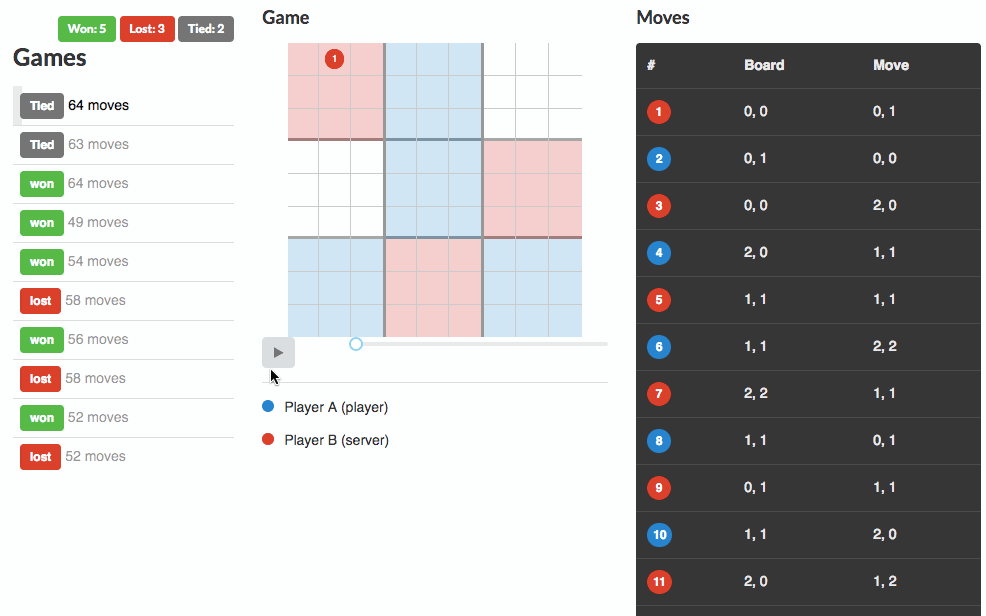 Won: 5 Lost: 3 Tied: 2
Games
Tied 64 moves
Tied 63 moves
won 64 moves
won 49 moves
won 54 moves
lost 58 moves
won 56 moves
lost 58 moves
won 52 moves
lost 52 moves
Game
1
Player A (player)
Player B (server)
Moves
# Board Move
1 0, 0 0, 1
2 0, 1 0, 0
3 0, 0 2, 0
4 2, 0 1, 1
5 1, 1 1, 1
6 1, 1 2, 2
7 2, 2 1, 1
8 1, 1 0, 1
9 0, 1 1, 1
10 1, 1 2, 0
11 2, 0 1, 2